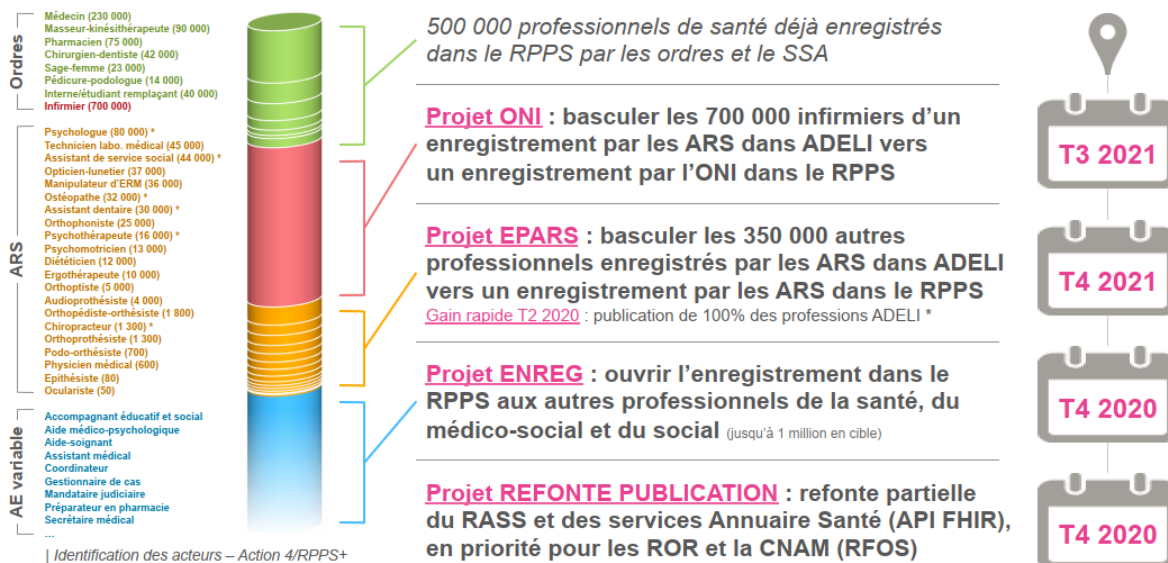 Ordres
Médecin (230 000)
Masseur-kinésithérapeute (90 000)
Pharmacien (75 000)
Chirurgien-dentiste (42 000)
Sage-femme (23 000)
Pédicure-podologue (14 000)
Interne/étudiant remplaçant (40 000)
Infirmier (700 000)
ARS
Psychologue (80 000) *
Technicien labo. médical (45 000)
Assistant de service social (44 000) *
Opticien-lunetier (37 000)
Manipulateur d'ERM (36 000)
Ostéopathe (32 000) *
Assistant dentaire (30 000) *
Orthophoniste (25 000)
Psychothérapeute (16 000) *
Psychomotricien (13 000)
Diététicien (12 000)
Ergothérapeute (10 000)
Orthoptiste (5 000)
Audioprothésiste (4 000)
Orthopédiste-orthésiste (1 800)
Chiropracteur (1 300) *
Orthoprothésiste (1 300)
Podo-orthésiste (700)
Physicien médical (600)
Epithésiste (80)
Oculariste (50)
AE variable
Accompagnant éducatif et social
Aide médico-psychologique
Aide-soignant
Assistant médical
Coordinateur
Gestionnaire de cas
Mandataire judiciaire
Préparateur en pharmacie
Secrétaire médical
...
| Identification des acteurs – Action 4/RPPS+
500 000 professionnels de santé déjà enregistrés
dans le RPPS par les ordres et le SSA
Projet ONI : basculer les 700 000 infirmiers d'un
enregistrement par les ARS dans ADELI vers
un enregistrement par l'ONI dans le RPPS
T3 2021
Projet EPARS : basculer les 350 000 autres
professionnels enregistrés par les ARS dans ADELI
vers un enregistrement par les ARS dans le RPPS
Gain rapide T2 2020 : publication de 100% des professions ADELI *
T4 2021
Projet ENREG : ouvrir l'enregistrement dans le
RPPS aux autres professionnels de la santé, du
médico-social et du social (jusqu'à 1 million en cible)
T4 2020
Projet REFONTE PUBLICATION : refonte partielle
du RASS et des services Annuaire Santé (API FHIR),
en priorité pour les ROR et la CNAM (RFOS)
T4 2020